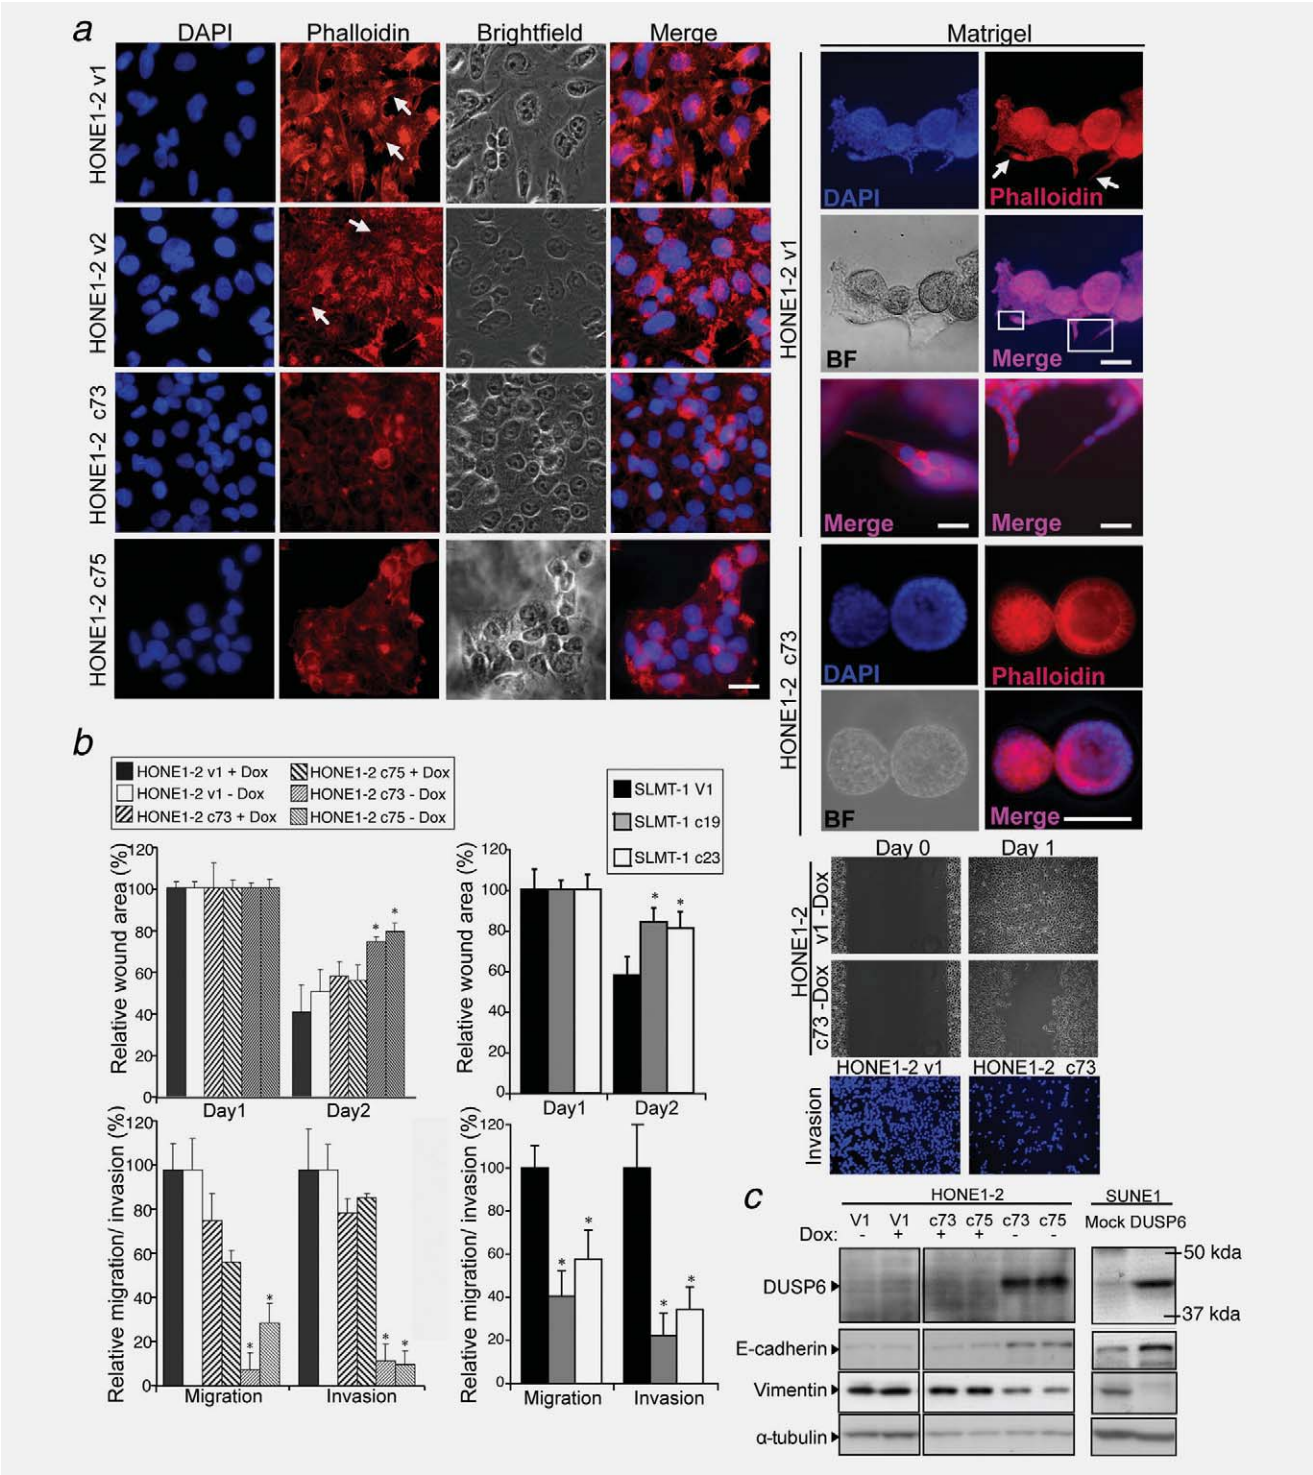 a
DAPI Phalloidin Brightfield Merge
HONE1-2 v1
HONE1-2 v2
HONE1-2 c73
HONE1-2 c75
Matrigel
HONE1-2 v1
DAPI Phalloidin
BF Merge
Merge Merge
HONE1-2 c73
DAPI Phalloidin
BF Merge
b
HONE1-2 v1 + Dox
HONE1-2 v1 - Dox
HONE1-2 c73 + Dox
HONE1-2 c75 + Dox
HONE1-2 c73 - Dox
HONE1-2 c75 - Dox
Relative wound area (%)
120
100
80
60
40
20
0
* *
Day1 Day2
SLMT-1 V1
SLMT-1 c19
SLMT-1 c23
Relative wound area (%)
120
100
80
60
40
20
0
* *
Day1 Day2
Relative migration/ invasion (%)
120
100
80
60
40
20
0
* * * *
Migration Invasion
Relative migration/ invasion (%)
120
100
80
60
40
20
0
* * * *
Migration Invasion
Day 0 Day 1
HONE1-2
v1 -Dox
c73 -Dox
HONE1-2 v1 HONE1-2 c73
Invasion
c
HONE1-2 SUNE1
V1 V1 c73 c75 c73 c75 Mock DUSP6
Dox: - + + + - -
50 kda
DUSP6
37 kda
E-cadherin
Vimentin
α-tubulin